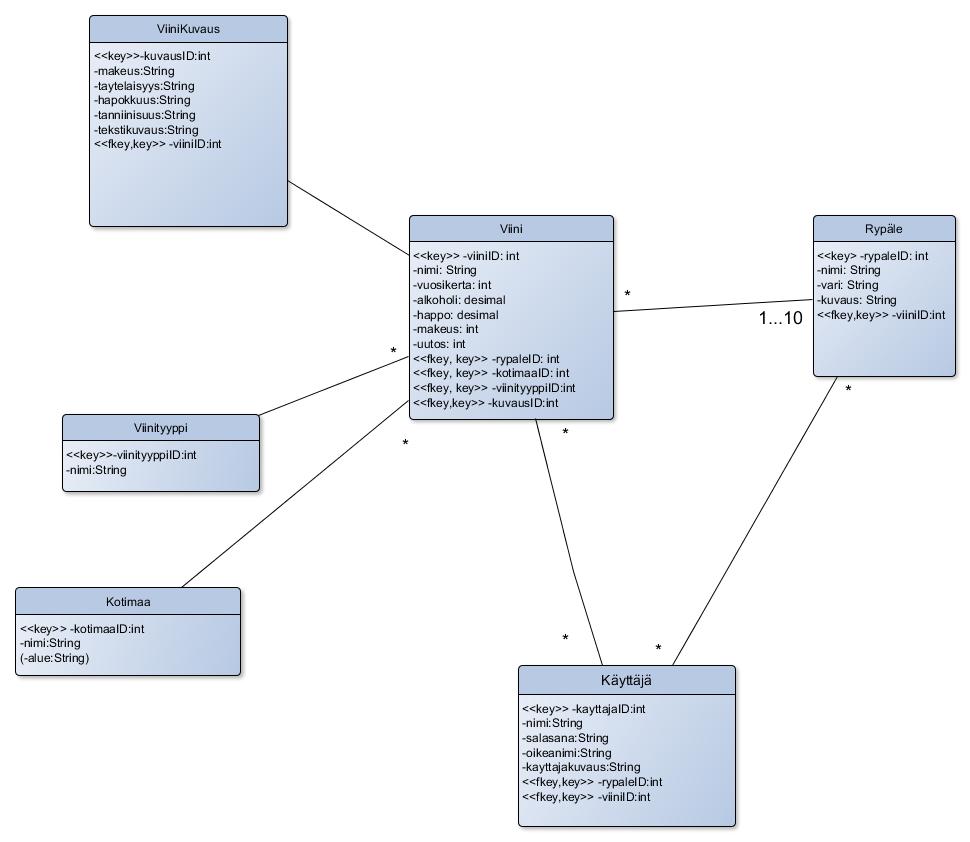 ViiniKuvaus
<<key>>-kuvausID:int
-makeus:String
-taytelaisyys:String
-hapokkuus:String
-tanniinisuus:String
-tekstikuvaus:String
<<fkey,key>> -viiniID:int
Viini
<<key>> -viiniID: int
-nimi: String
-vuosikerta: int
-alkoholi: desimal
-happo: desimal
-makeus: int
-uutos: int
<<fkey, key>> -rypaleID: int
<<fkey, key>> -kotimaaID: int
<<fkey, key>> -viinityyppiID:int
<<fkey,key>> -kuvausID:int
Rypäle
<<key> -rypaleID: int
-nimi: String
-vari: String
-kuvaus: String
<<fkey,key>> -viiniID:int
*
1...10
*
*
*
*
Viinityyppi
<<key>>-viinityyppiID:int
-nimi:String
Kotimaa
<<key>> -kotimaaID:int
-nimi:String
(-alue:String)
*
*
Käyttäjä
<<key>> -kayttajaID:int
-nimi:String
-salasana:String
-oikeanimi:String
-kayttajakuvaus:String
<<fkey,key>> -rypaleID:int
<<fkey,key>> -viiniID:int